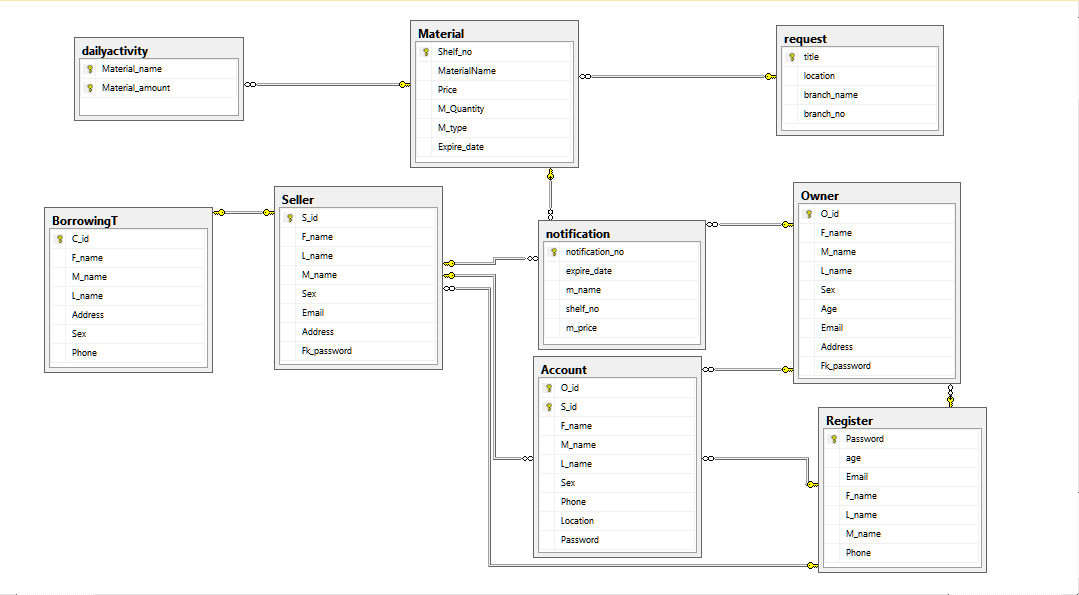 dailyactivity
Material_name
Material_amount
Material
Shelf_no
MaterialName
Price
M_Quantity
M_type
Expire_date
request
title
location
branch_name
branch_no
BorrowingT
C_id
F_name
M_name
L_name
Address
Sex
Phone
Seller
S_id
F_name
L_name
M_name
Sex
Email
Address
Fk_password
notification
notification_no
expire_date
m_name
shelf_no
m_price
Owner
O_id
F_name
M_name
L_name
Sex
Age
Email
Address
Fk_password
Account
O_id
S_id
F_name
M_name
L_name
Sex
Phone
Location
Password
Register
Password
age
Email
F_name
L_name
M_name
Phone